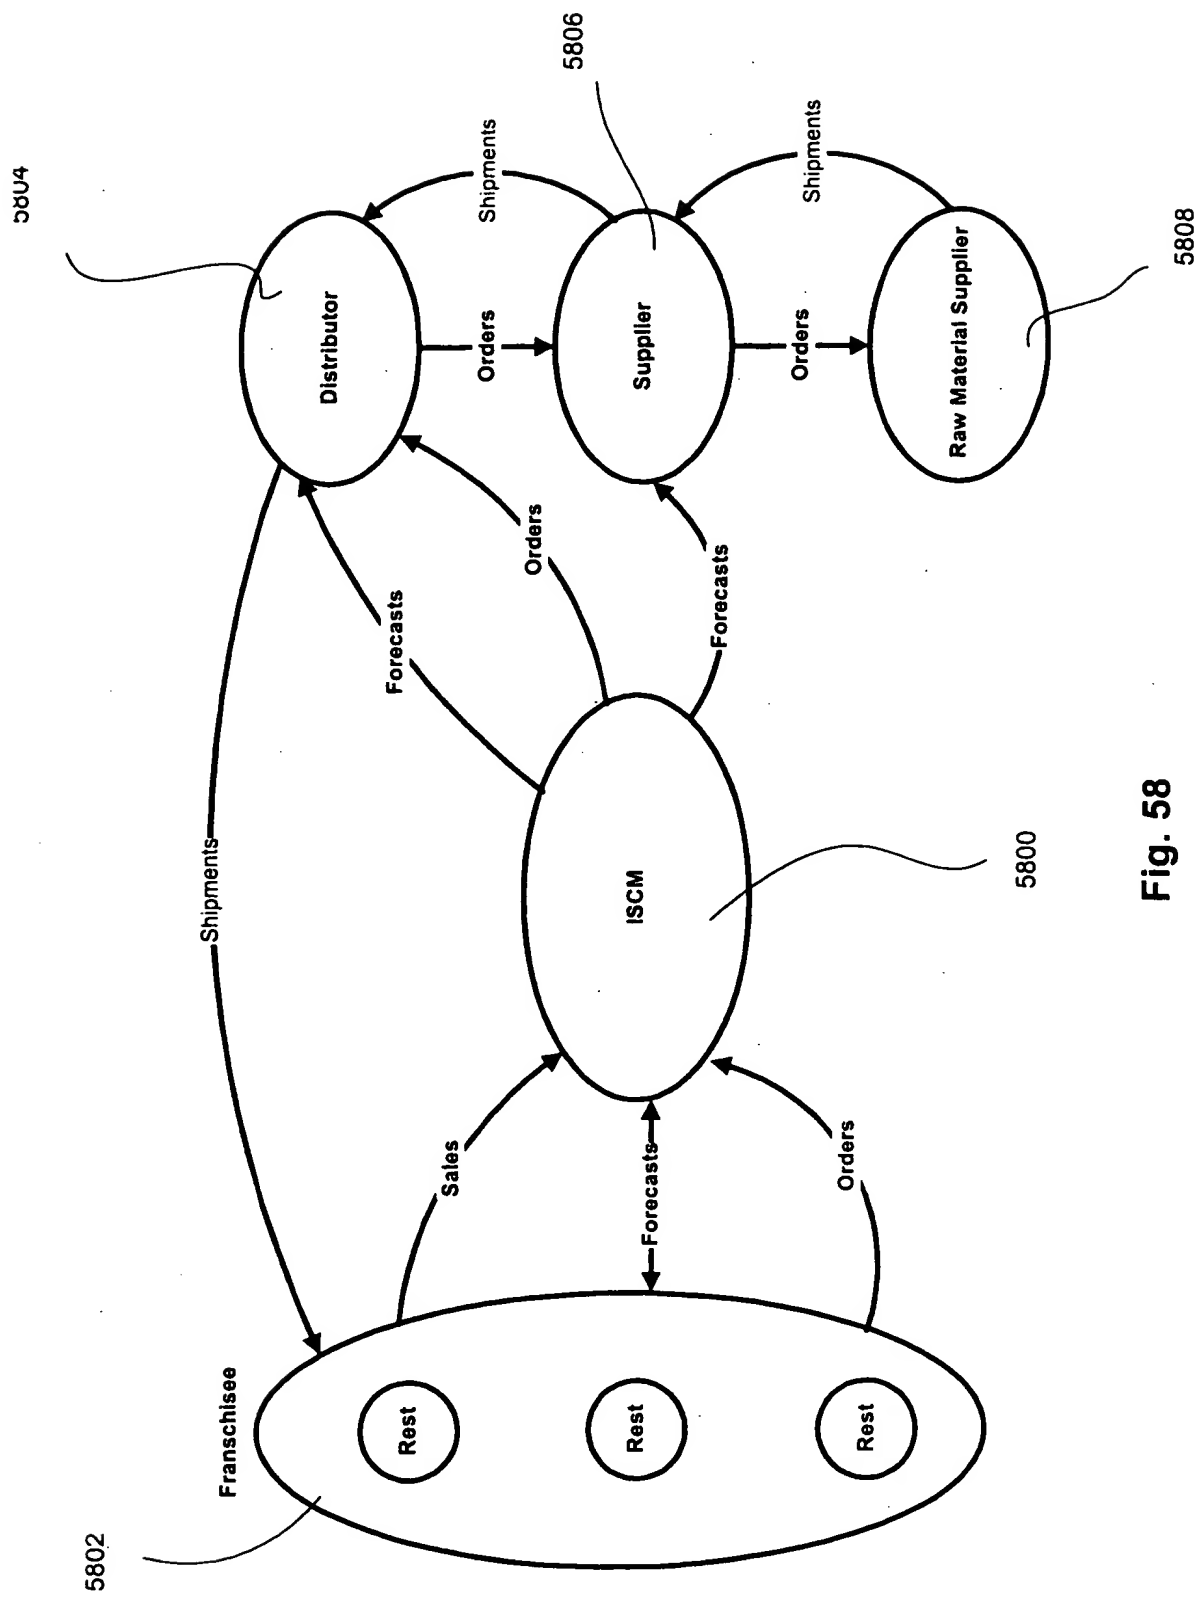 5804
5802
Shipments
Franschisee
Distributor
Forecasts
Rest
Sales
Orders
Shipments
Orders
5806
Rest
ISCM
Supplier
Forecasts
Forecasts
Orders
Shipments
Orders
Rest
Raw Material Supplier
5800
5808
Fig. 58